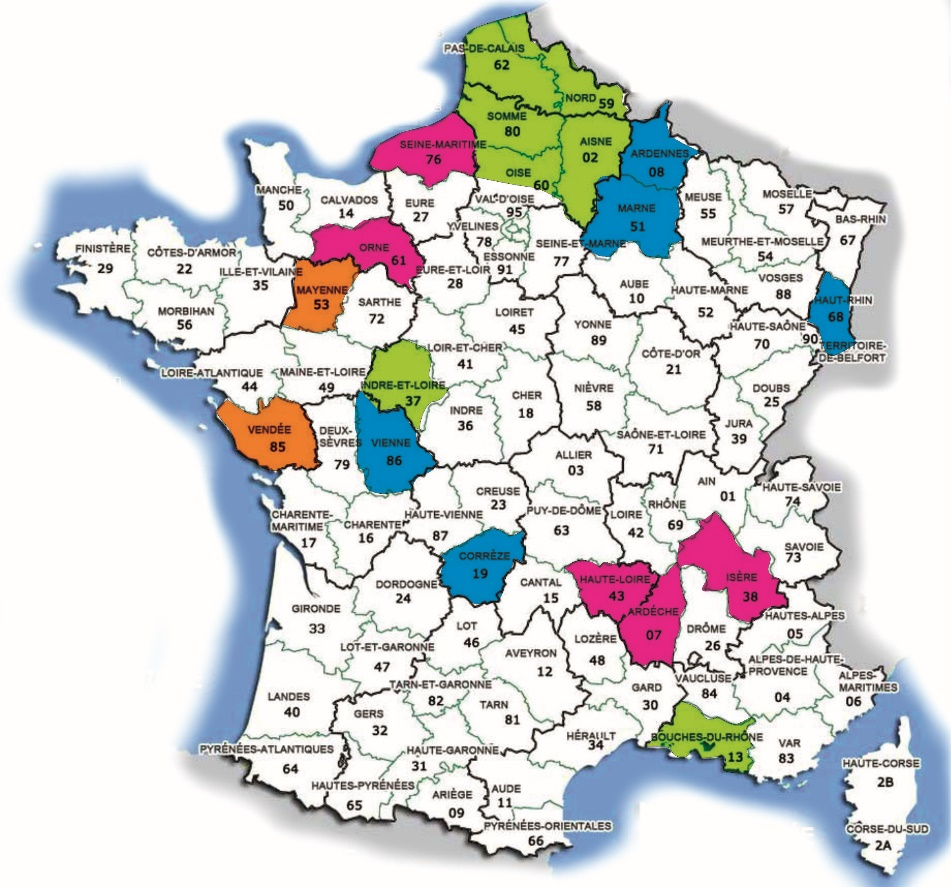 PAS-DE-CALAIS
62
NORD 59
SOMME
80
AISNE
02
SEINE-MARITIME
76
OISE
60
ARDENNES
08
MANCHE
50
CALVADOS
14
EURE
27
VAL-D'OISE
95
MARNE
51
MEUSE
55
MOSELLE
57
BAS-RHIN
67
YVELINES
78
ESSONNE
91
SEINE-ET-MARNE
77
MEURTHE-ET-MOSELLE
54
FINISTÈRE
29
CÔTES-D'ARMOR
22
ILLE-ET-VILAINE
35
ORNE
61
EURE-ET-LOIR
28
AUBE
10
HAUTE-MARNE
52
VOSGES
88
HAUT-RHIN
68
MORBIHAN
56
MAYENNE
53
SARTHE
72
LOIRET
45
YONNE
89
HAUTE-SAÔNE
70
90
TERRITOIRE-
DE-BELFORT
LOIRE-ATLANTIQUE
44
MAINE-ET-LOIRE
49
LOIR-ET-CHER
41
CÔTE-D'OR
21
INDRE-ET-LOIRE
37
INDRE
36
CHER
18
NIÈVRE
58
DOUBS
25
VENDÉE
85
DEUX-
SÈVRES
79
VIENNE
86
SAÔNE-ET-LOIRE
71
JURA
39
ALLIER
03
AIN
01
HAUTE-SAVOIE
74
CHARENTE-
MARITIME
17
CHARENTE
16
HAUTE-VIENNE
87
CREUSE
23
PUY-DE-DÔME
63
LOIRE
42
RHÔNE
69
SAVOIE
73
CORRÈZE
19
DORDOGNE
24
CANTAL
15
HAUTE-LOIRE
43
ISÈRE
38
GIRONDE
33
LOT
46
LOZÈRE
48
ARDÈCHE
07
DRÔME
26
HAUTES-ALPES
05
LOT-ET-GARONNE
47
AVEYRON
12
TARN-ET-GARONNE
82
GARD
30
VAUCLUSE
84
ALPES-DE-HAUTE-
PROVENCE
04
ALPES-
MARITIMES
06
LANDES
40
GERS
32
TARN
81
HÉRAULT
34
BOUCHES-DU-RHÔNE
13
VAR
83
PYRÉNÉES-ATLANTIQUES
64
HAUTE-GARONNE
31
HAUTES-PYRÉNÉES
65
ARIÈGE
09
AUDE
11
PYRÉNÉES-ORIENTALES
66
HAUTE-CORSE
2B
CORSE-DU-SUD
2A